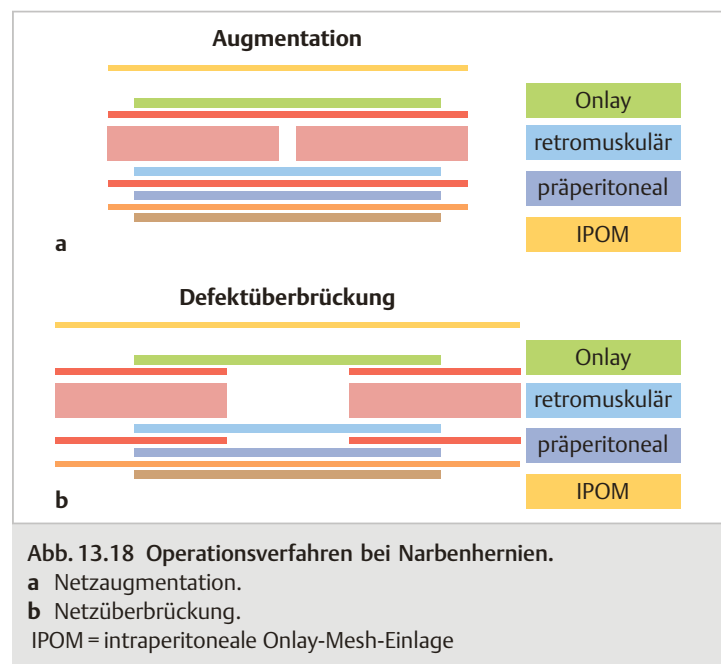 Augmentation
Onlay
retromuskulär
präperitoneal
IPOM
a
Defektüberbrückung
Onlay
retromuskulär
präperitoneal
IPOM
b
Abb. 13.18 Operationsverfahren bei Narbenhernien.
a Netzaugmentation.
b Netzüberbrückung.
IPOM = intraperitoneale Onlay-Mesh-Einlage